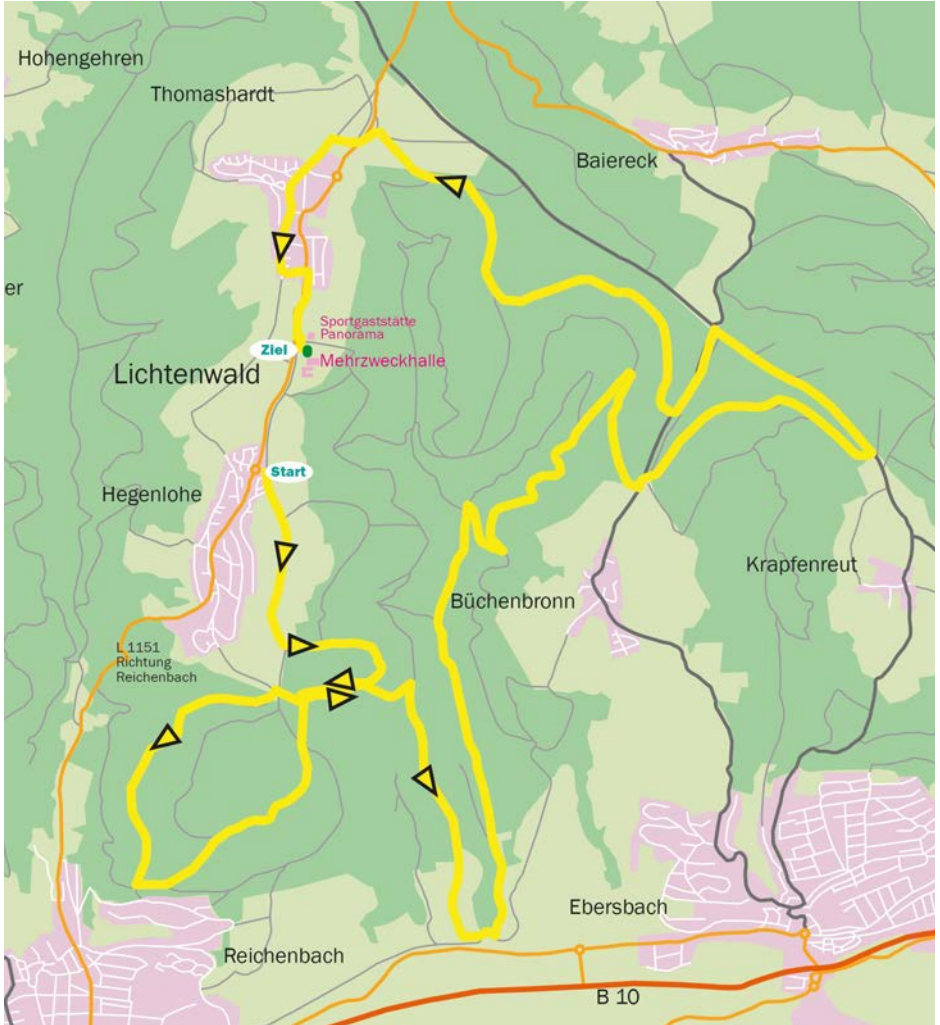 Hohengehren
Thomashardt
Baiereck
er
Sportgaststätte
Panorama
Ziel
Mehrzweckhalle
Lichtenwald
Start
Hegenlohe
Krapfenreut
Büchenbronn
L 1151
Richtung
Reichenbach
Ebersbach
Reichenbach
B 10